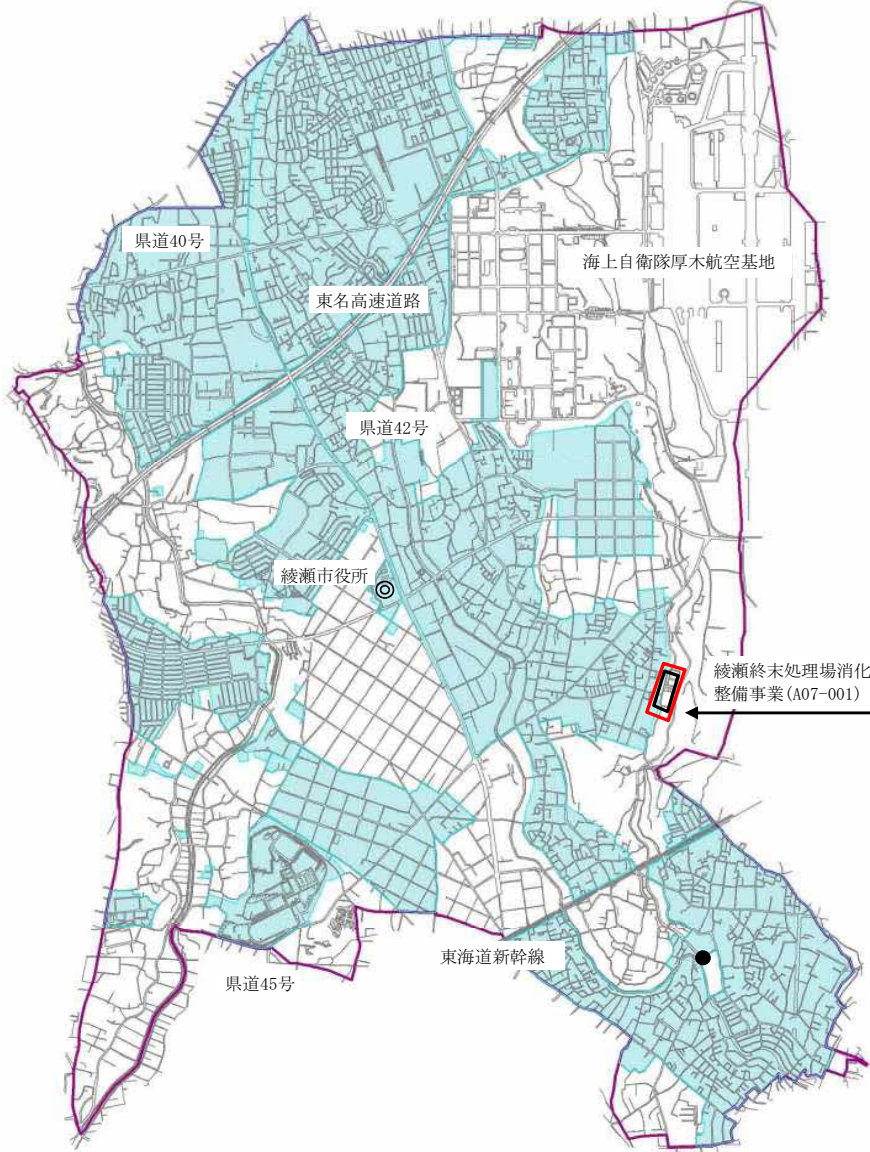 県道40号
海上自衛隊厚木航空基地
東名高速道路
県道42号
綾瀬市役所
綾瀬終末処理場消化
整備事業(A07-001)
東海道新幹線
県道45号